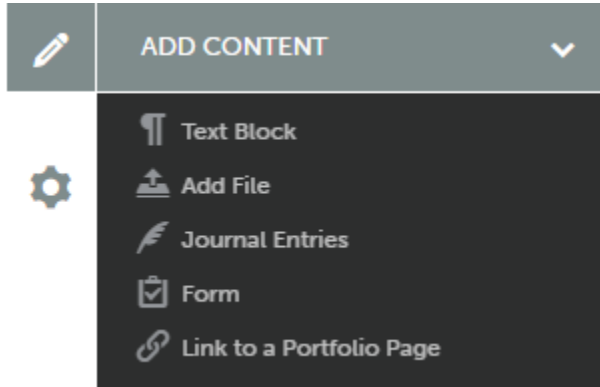 ADD CONTENT
Text Block
Add File
Journal Entries
Form
Link to a Portfolio Page